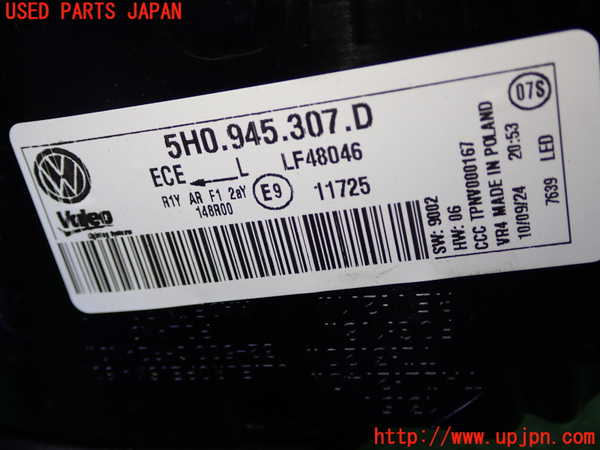 USED PARTS JAPAN
5H0.945.307.D
07S
ECE L LF48046
R1Y AR F1 2aY E9 11725
148R00
Valeo
SW: 9002
HW: 06
CCC TPNV000167
VR4 MADE IN POLAND
10/09/24 20:53
7639 LED
http://www.upjpn.com/